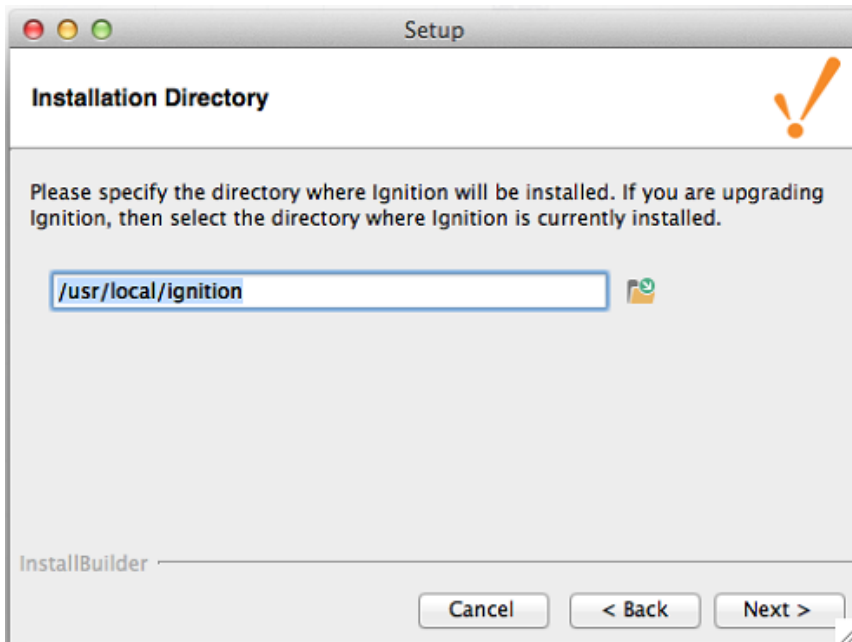 Setup
Installation Directory
Please specify the directory where Ignition will be installed. If you are upgrading
Ignition, then select the directory where Ignition is currently installed.
/usr/local/ignition
InstallBuilder
Cancel
< Back
Next >